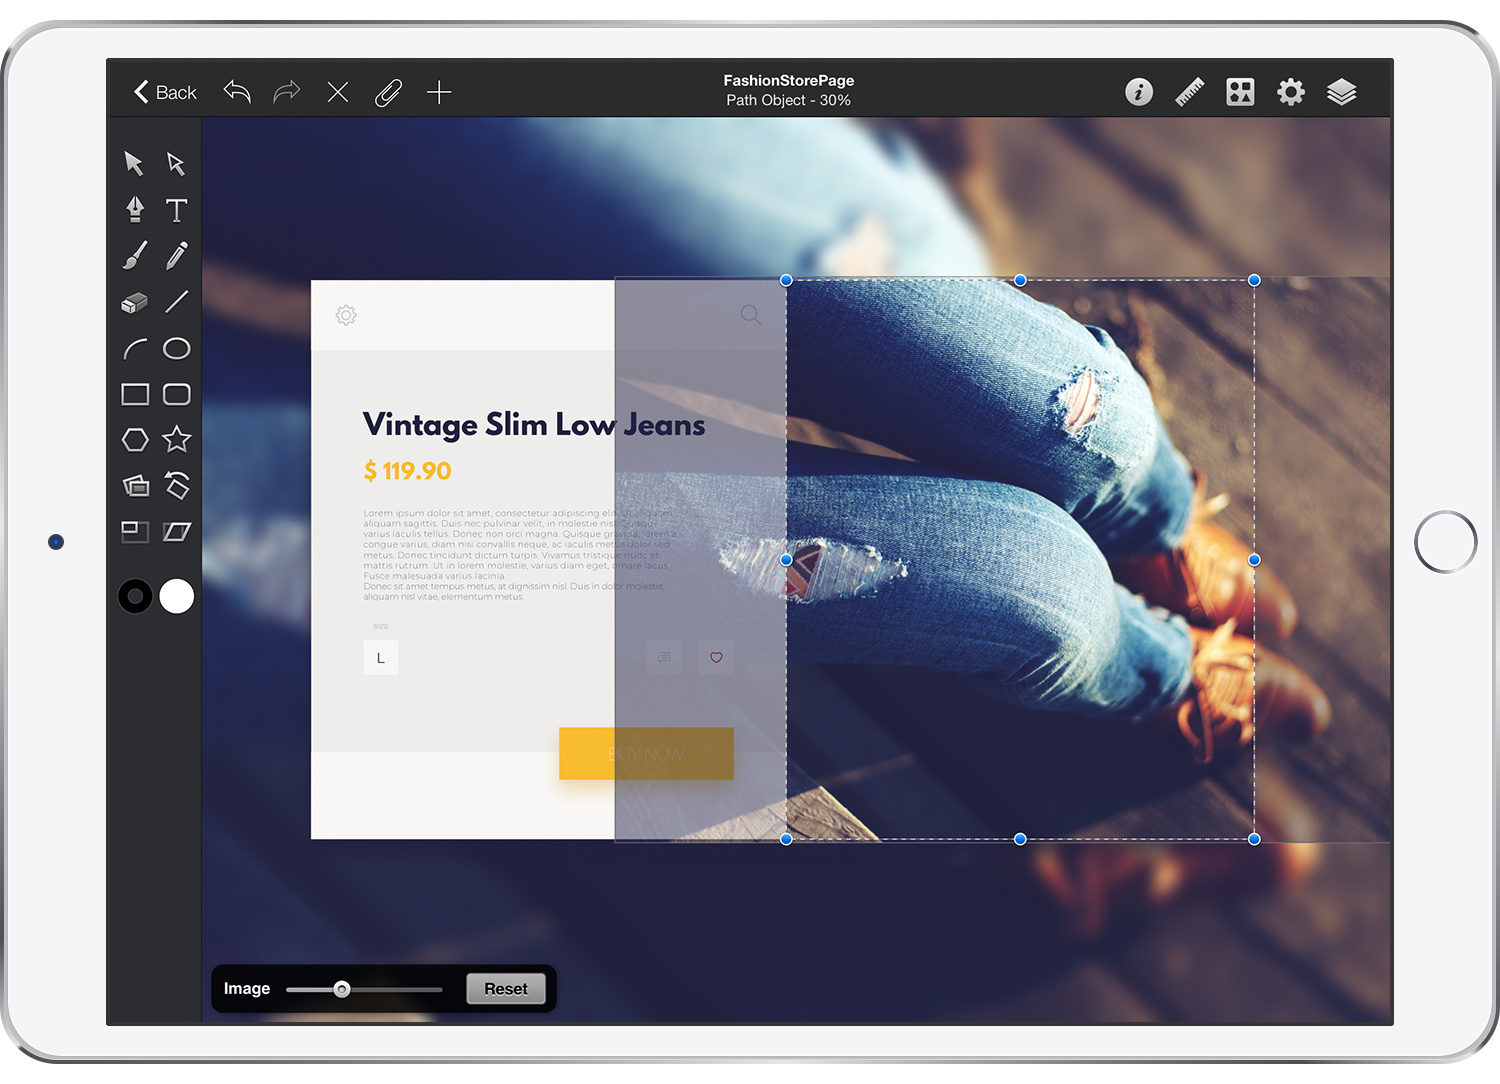 Back
FashionStorePage
Path Object - 30%
Vintage Slim Low Jeans
$ 119.90
Lorem ipsum dolor sit amet, consectetur adipiscing elit. Ut aliquam
aliquam sagittis. Duis nec pulvinar velit, in molestie nisl. Quisque
varius iaculis tellus. Donec non orci magna. Quisque gravida, lorem a
congue varius, diam nisi convallis neque, ac iaculis metus dolor sed
metus. Donec tincidunt dictum turpis. Vivamus tristique nunc et
mattis rutrum. Ut in lorem molestie, varius diam eget, ornare lacus.
Fusce malesuada varius lacinia.
Donec sit amet tempus metus, at dignissim nisl. Duis in dolor molestie,
aliquam nisl vitae, elementum metus.
SIZE
L
BUY NOW
Image
Reset